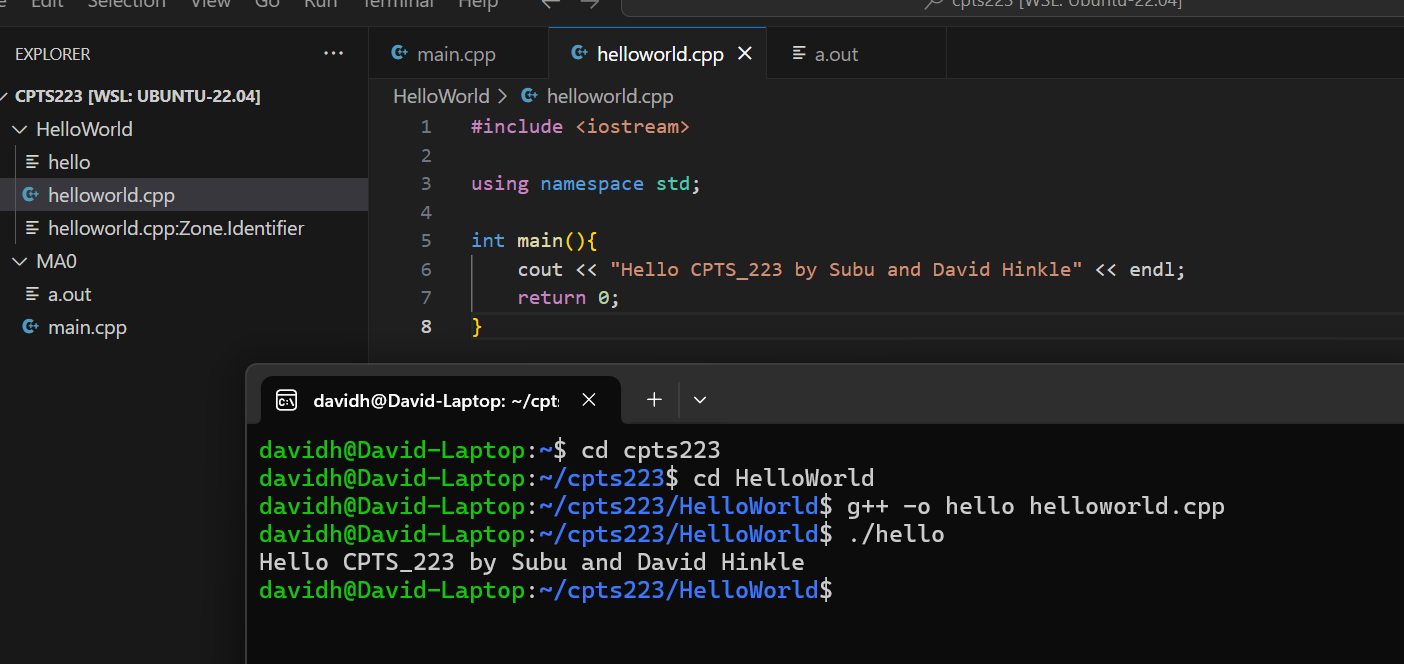 Edit Selection View Go Run Terminal Help
cpts223 [WSL: Ubuntu-22.04]
EXPLORER ...
main.cpp
helloworld.cpp
a.out
CPTS223 [WSL: UBUNTU-22.04]
HelloWorld
hello
helloworld.cpp
helloworld.cpp:Zone.Identifier
MA0
a.out
main.cpp
HelloWorld > helloworld.cpp
1 #include <iostream>
2
3 using namespace std;
4
5 int main(){
6 cout << "Hello CPTS_223 by Subu and David Hinkle" << endl;
7 return 0;
8 }
davidh@David-Laptop: ~/cpt
davidh@David-Laptop:~$ cd cpts223
davidh@David-Laptop:~/cpts223$ cd HelloWorld
davidh@David-Laptop:~/cpts223/HelloWorld$ g++ -o hello helloworld.cpp
davidh@David-Laptop:~/cpts223/HelloWorld$ ./hello
Hello CPTS_223 by Subu and David Hinkle
davidh@David-Laptop:~/cpts223/HelloWorld$